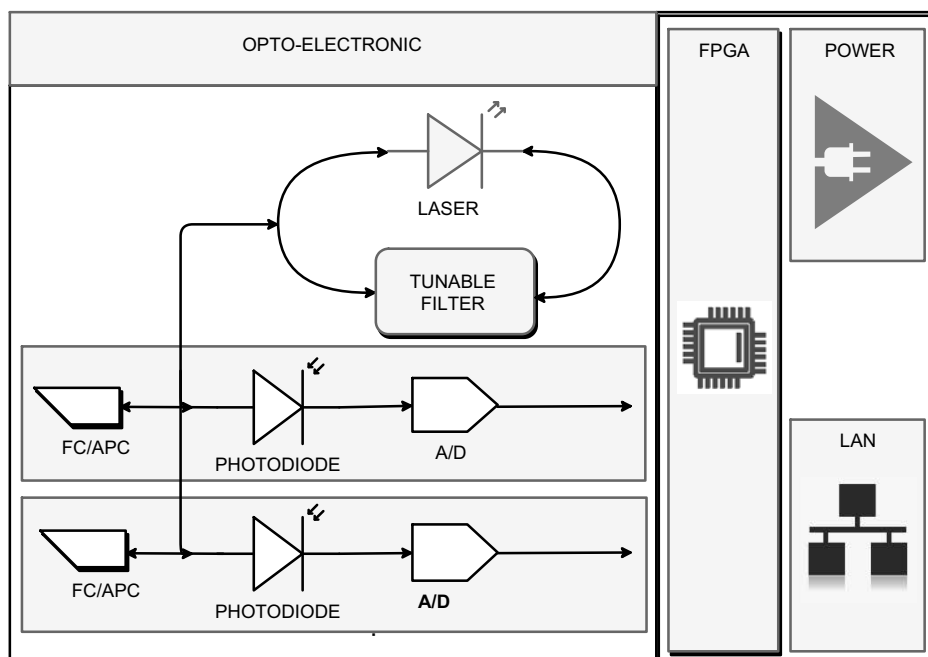 OPTO-ELECTRONIC
FPGA
POWER
LASER
TUNABLE
FILTER
FC/APC
PHOTODIODE
A/D
LAN
FC/APC
PHOTODIODE
A/D